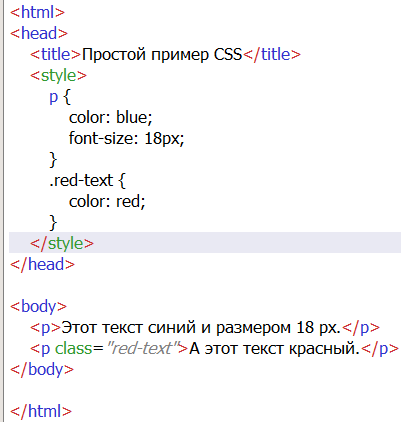 <html>
<head>
<title>Простой пример CSS</title>
<style>
p {
color: blue;
font-size: 18px;
}
.red-text {
color: red;
}
</style>
</head>
<body>
<p>Этот текст синий и размером 18 px.</p>
<p class="red-text">А этот текст красный.</p>
</body>
</html>